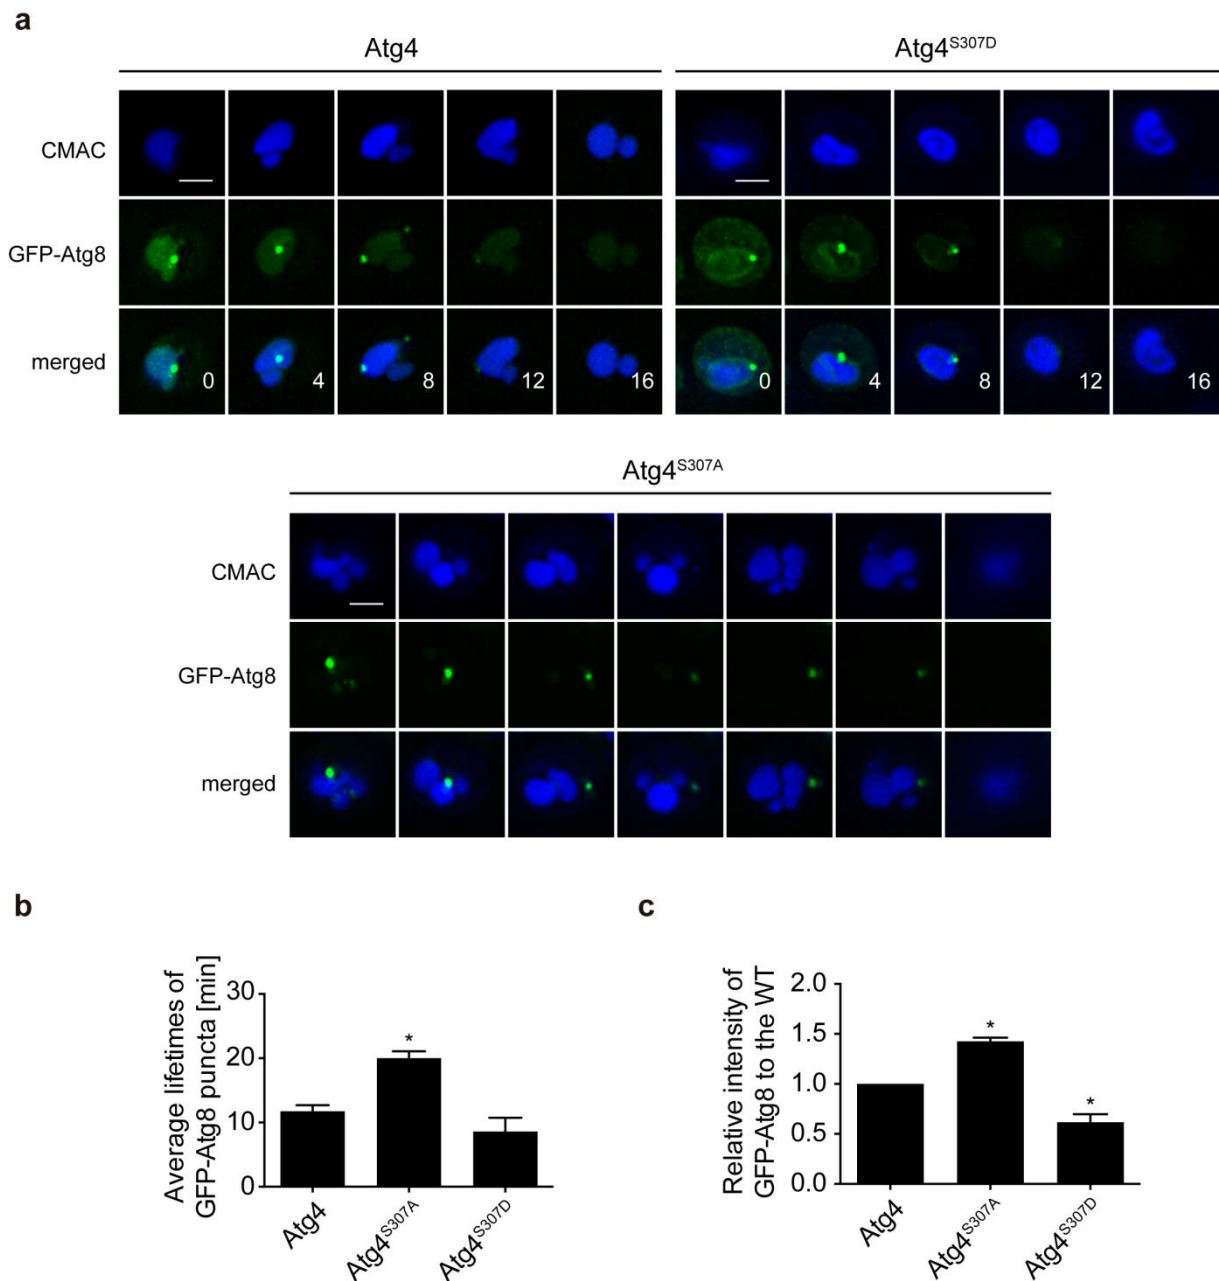 a
Atg4
Atg4S307D
CMAC
GFP-Atg8
merged
0 4 8 12 16
0 4 8 12 16
Atg4S307A
CMAC
GFP-Atg8
merged
b
Average lifetimes of
GFP-Atg8 puncta [min]
30
20
10
0
*
Atg4
Atg4S307A
Atg4S307D
c
Relative intensity of
GFP-Atg8 to the WT
2.0
1.5
1.0
0.5
0.0
*
*
Atg4
Atg4S307A
Atg4S307D